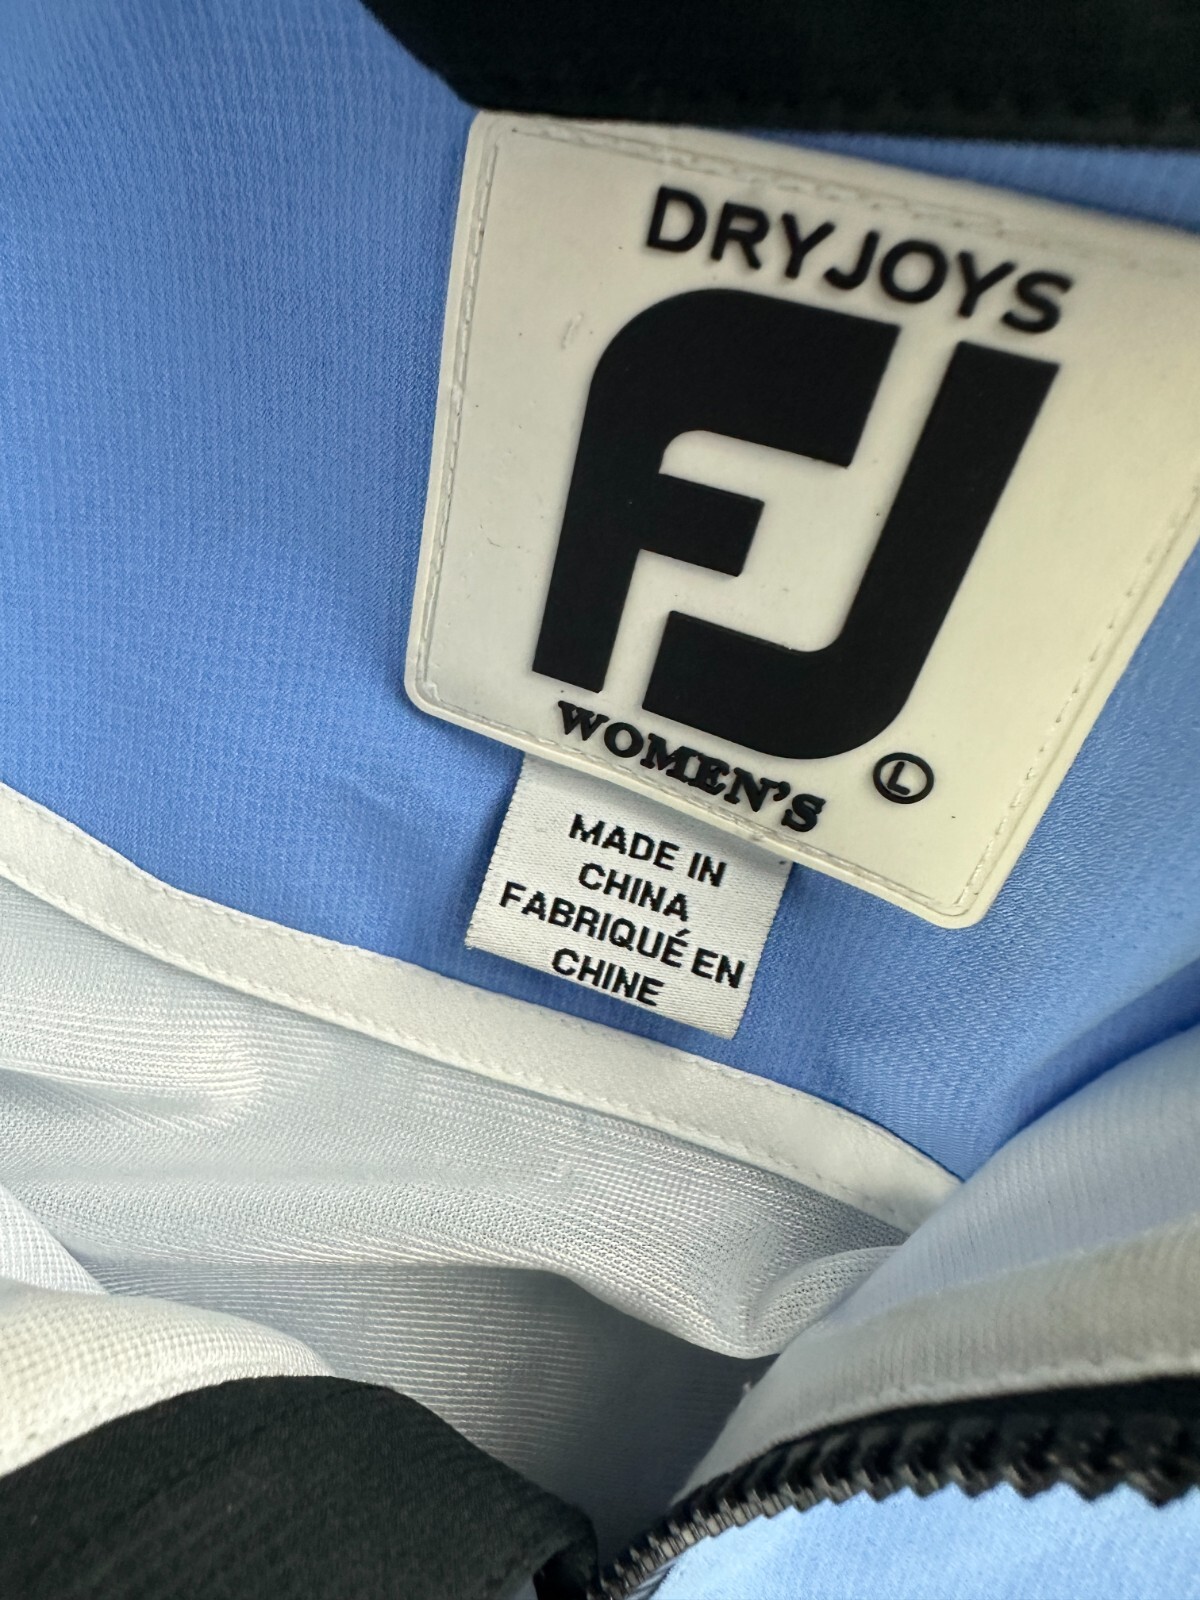 DRYJOYS
FJ
WOMEN'S
L
MADE IN
CHINA
FABRIQUÉ EN
CHINE